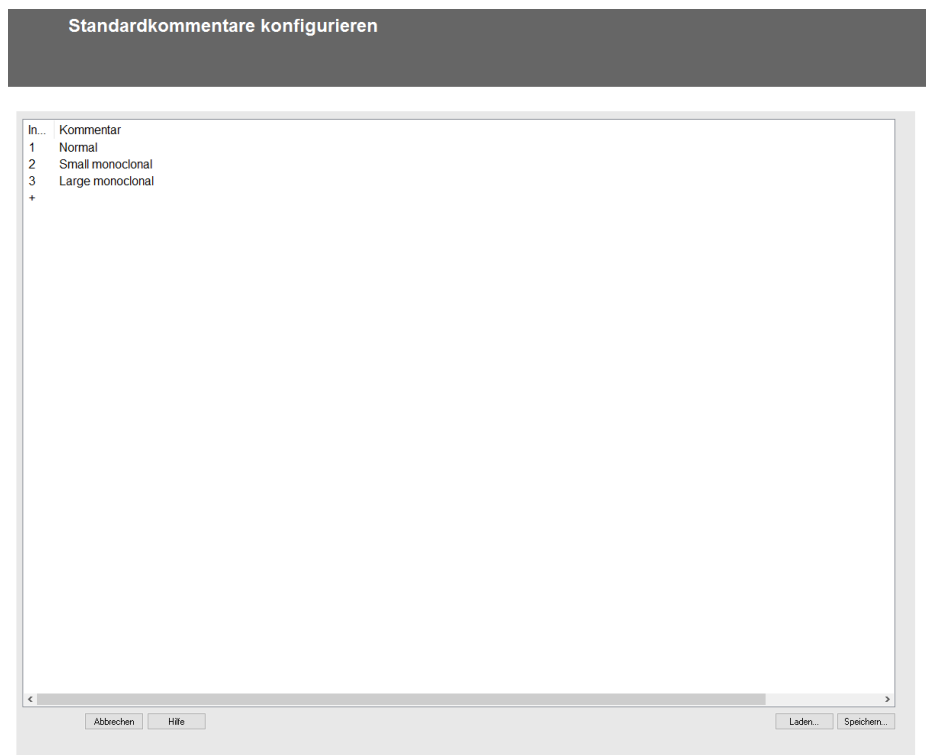 Standardkommentare konfigurieren
In... Kommentar
1 Normal
2 Small monoclonal
3 Large monoclonal
+
Abbrechen Hilfe Laden... Speichern...